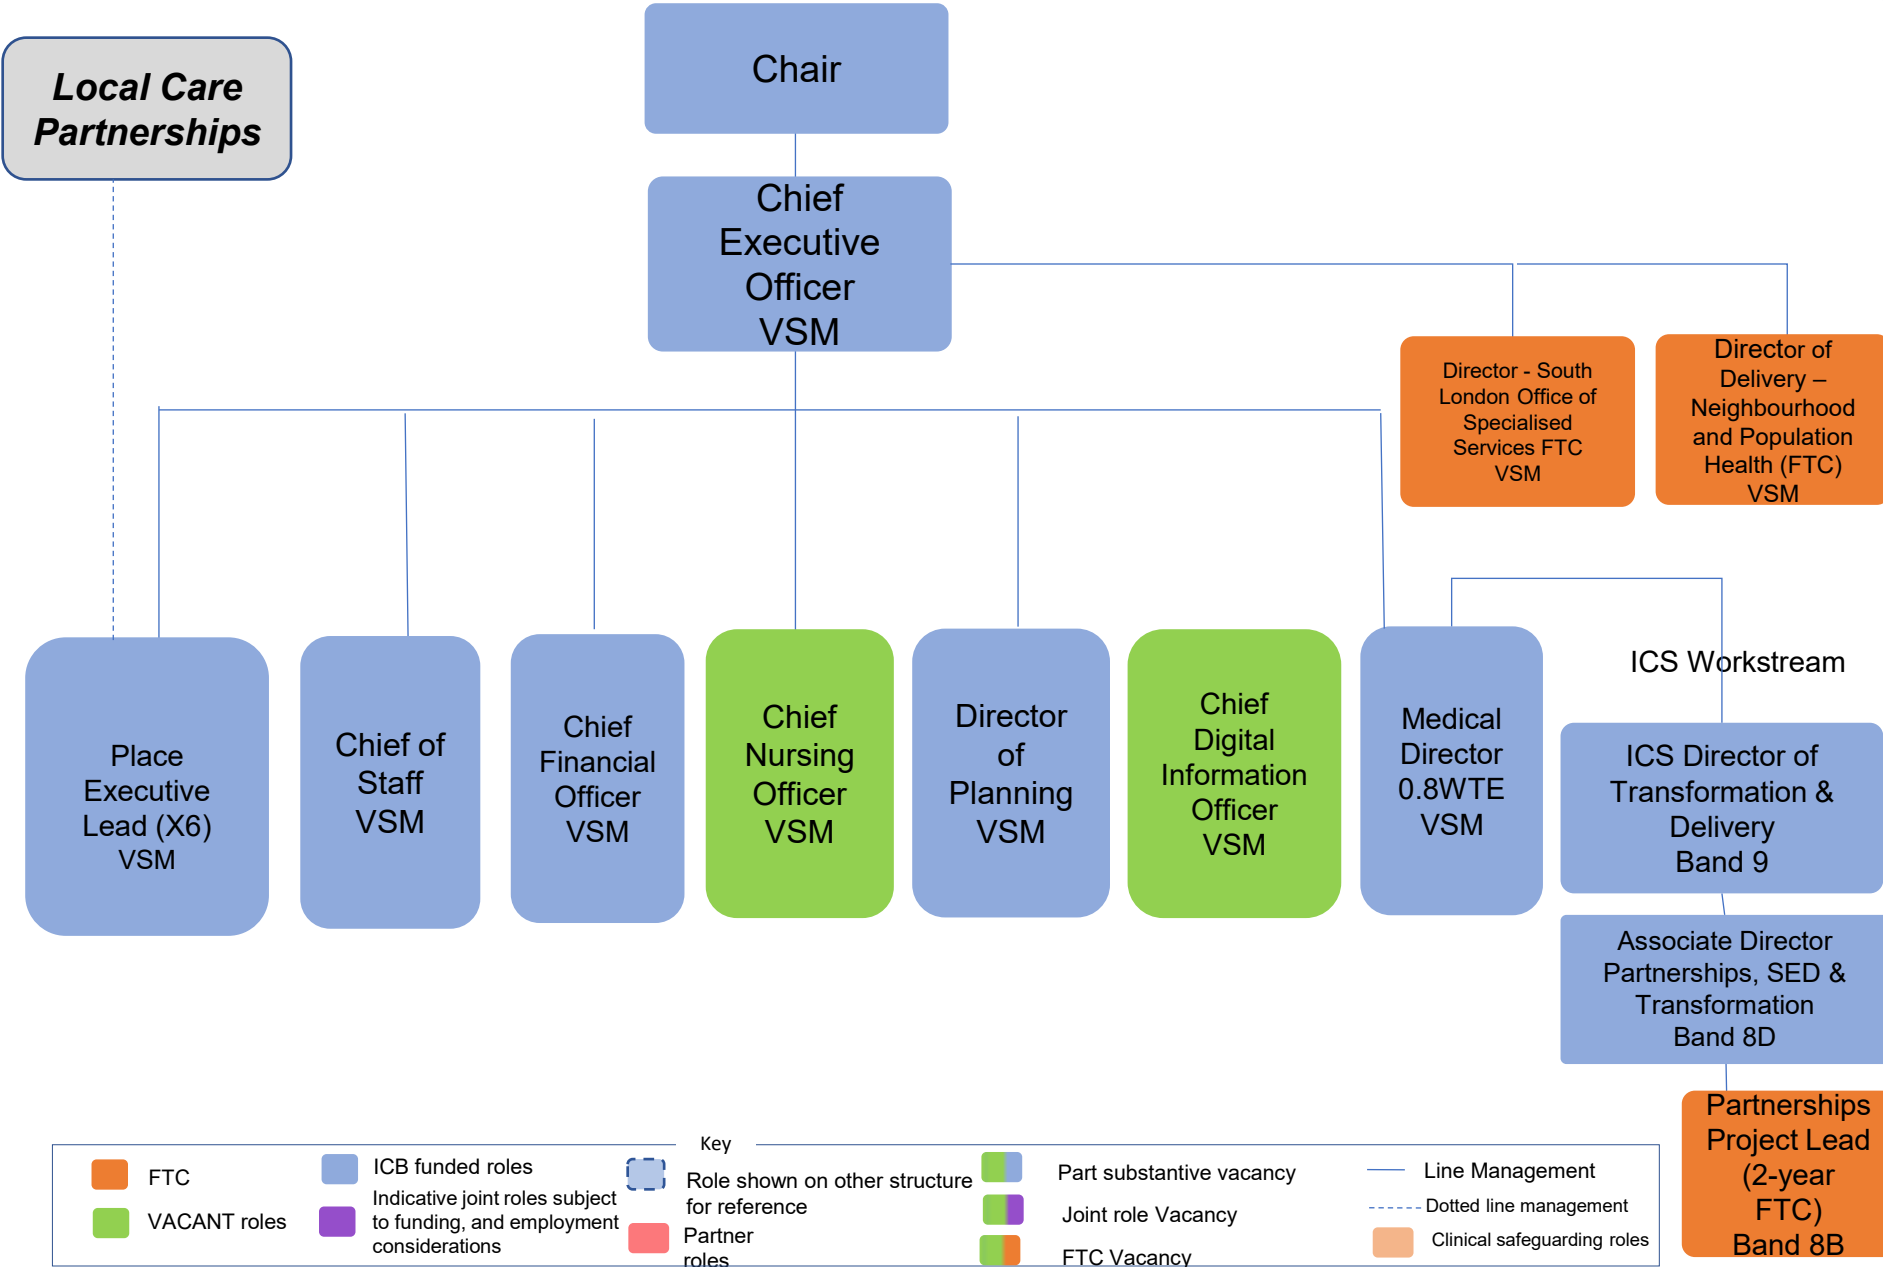 Local Care
Partnerships
Chair
Chief
Executive
Officer
VSM
Director - South
London Office of
Specialised
Services FTC
VSM
Director of
Delivery –
Neighbourhood
and Population
Health (FTC)
VSM
Place
Executive
Lead (X6)
VSM
Chief of
Staff
VSM
Chief
Financial
Officer
VSM
Chief
Nursing
Officer
VSM
Director
of
Planning
VSM
Chief
Digital
Information
Officer
VSM
Medical
Director
0.8WTE
VSM
ICS Workstream
ICS Director of
Transformation &
Delivery
Band 9
Associate Director
Partnerships, SED &
Transformation
Band 8D
Partnerships
Project Lead
(2-year
FTC)
Band 8B
Key
FTC
VACANT roles
ICB funded roles
Indicative joint roles subject
to funding, and employment
considerations
Role shown on other structure
for reference
Partner
roles
Part substantive vacancy
Joint role Vacancy
FTC Vacancy
Line Management
Dotted line management
Clinical safeguarding roles